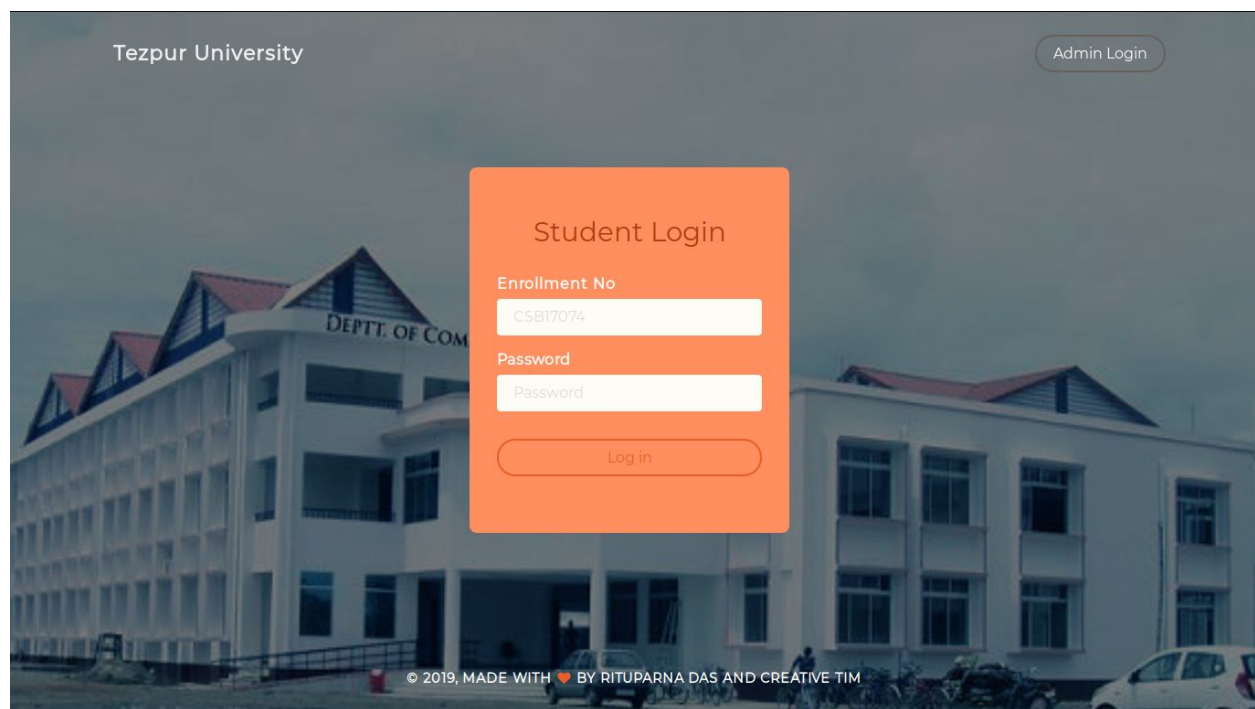 Tezpur University
Admin Login
Student Login
Enrollment No
CSB17074
DEPTT. OF COM
Password
Password
Log in
© 2019, MADE WITH ❤ BY RITUPARNA DAS AND CREATIVE TIM